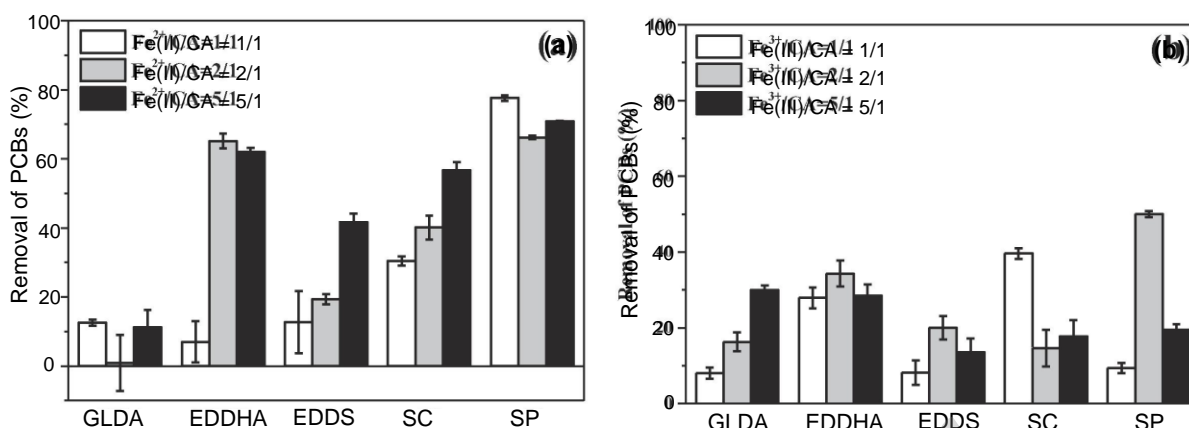 100
80
60
40
20
0
Removal of PCBs (%)
Fe(II)/CA = 1/1
Fe(II)/CA = 2/1
Fe(II)/CA = 5/1
(a)
GLDA EDDHA EDDS SC SP
100
80
60
40
20
0
Removal of PCBs (%)
Fe(III)/CA = 1/1
Fe(III)/CA = 2/1
Fe(III)/CA = 5/1
(b)
GLDA EDDHA EDDS SC SP